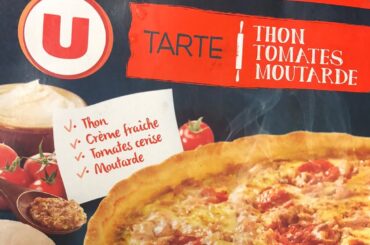 U
TARTE
THON
TOMATES
MOUTARDE
Thon
Crème fraîche
Tomates cerise
Moutarde